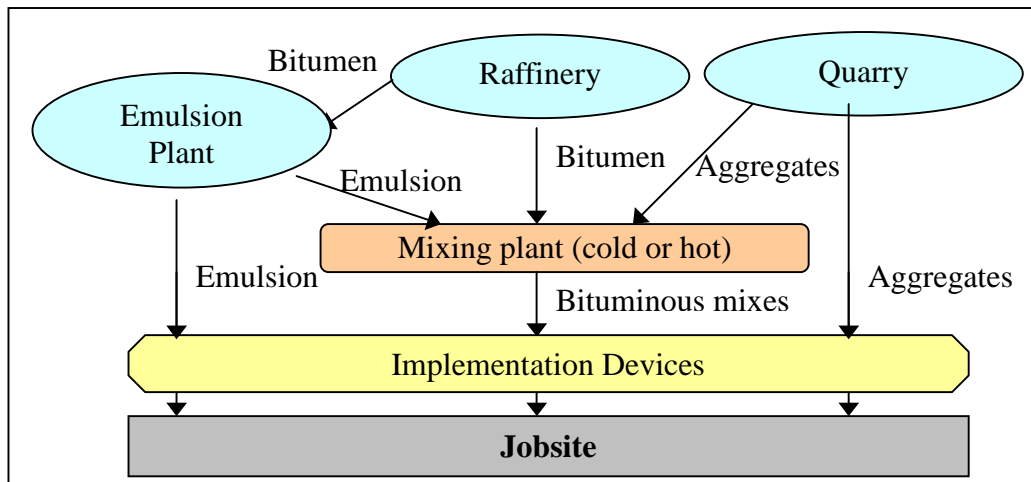 Bitumen
Raffinery
Quarry
Emulsion
Plant
Emulsion
Bitumen
Aggregates
Mixing plant (cold or hot)
Emulsion
Bituminous mixes
Aggregates
Implementation Devices
Jobsite